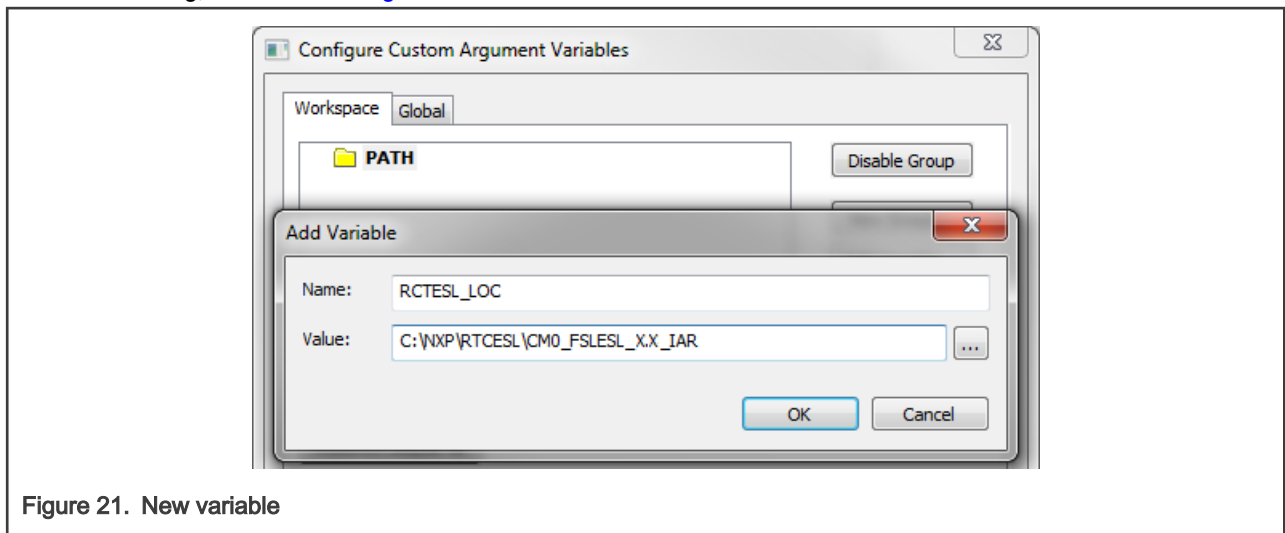 Configure Custom Argument Variables
Workspace Global
PATH
Disable Group
Add Variable
Name: RCTESL_LOC
Value: C:\NXP\RTCESL\CM0_FSLESL_X.X_IAR
...
OK Cancel
Figure 21. New variable